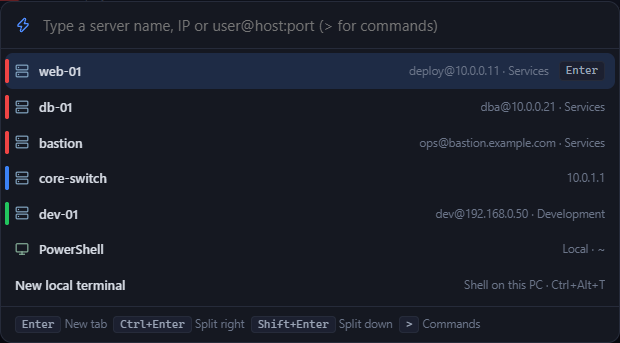 Type a server name, IP or user@host:port (> for commands)
web-01 deploy@10.0.0.11 · Services Enter
db-01 dba@10.0.0.21 · Services
bastion ops@bastion.example.com · Services
core-switch 10.0.1.1
dev-01 dev@192.168.0.50 · Development
PowerShell Local · ~
New local terminal Shell on this PC · Ctrl+Alt+T
Enter New tab Ctrl+Enter Split right Shift+Enter Split down > Commands